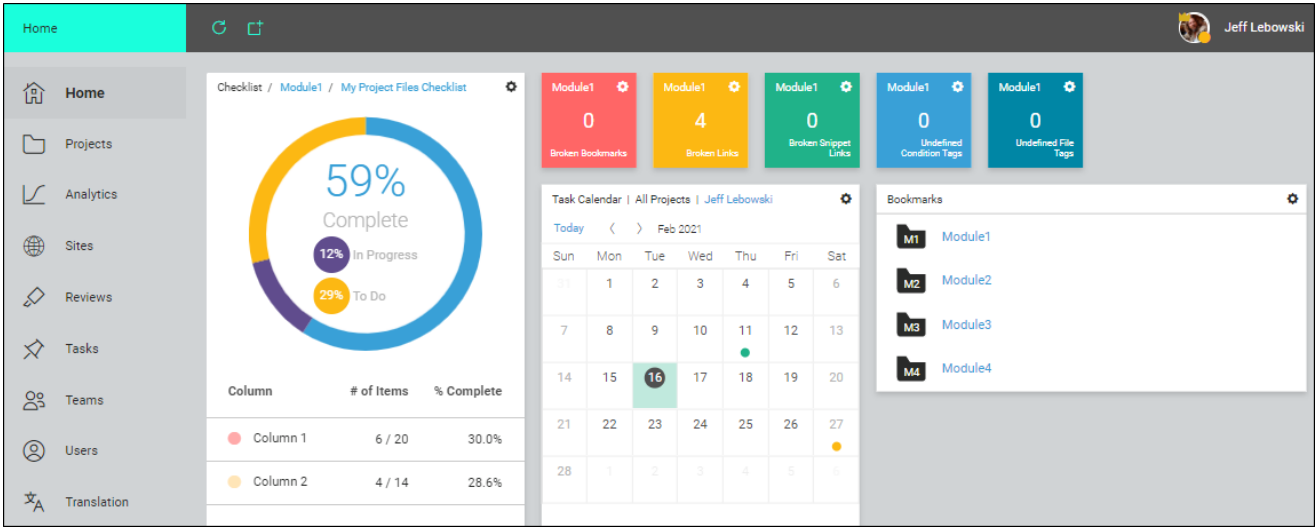 Home
Jeff Lebowski
Home
Projects
Analytics
Sites
Reviews
Tasks
Teams
Users
Translation
Checklist / Module1 / My Project Files Checklist
59%
Complete
12% In Progress
29% To Do
Column # of Items % Complete
Column 1 6 / 20 30.0%
Column 2 4 / 14 28.6%
Module1
0
Broken Bookmarks
Module1
4
Broken Links
Module1
0
Broken Snippet
Links
Module1
0
Undefined
Condition Tags
Module1
0
Undefined File
Tags
Task Calendar | All Projects | Jeff Lebowski
Today 〈 〉 Feb 2021
Sun Mon Tue Wed Thu Fri Sat
31 1 2 3 4 5 6
7 8 9 10 11 12 13
14 15 16 17 18 19 20
21 22 23 24 25 26 27
28 1 2 3 4 5 6
Bookmarks
M1 Module1
M2 Module2
M3 Module3
M4 Module4